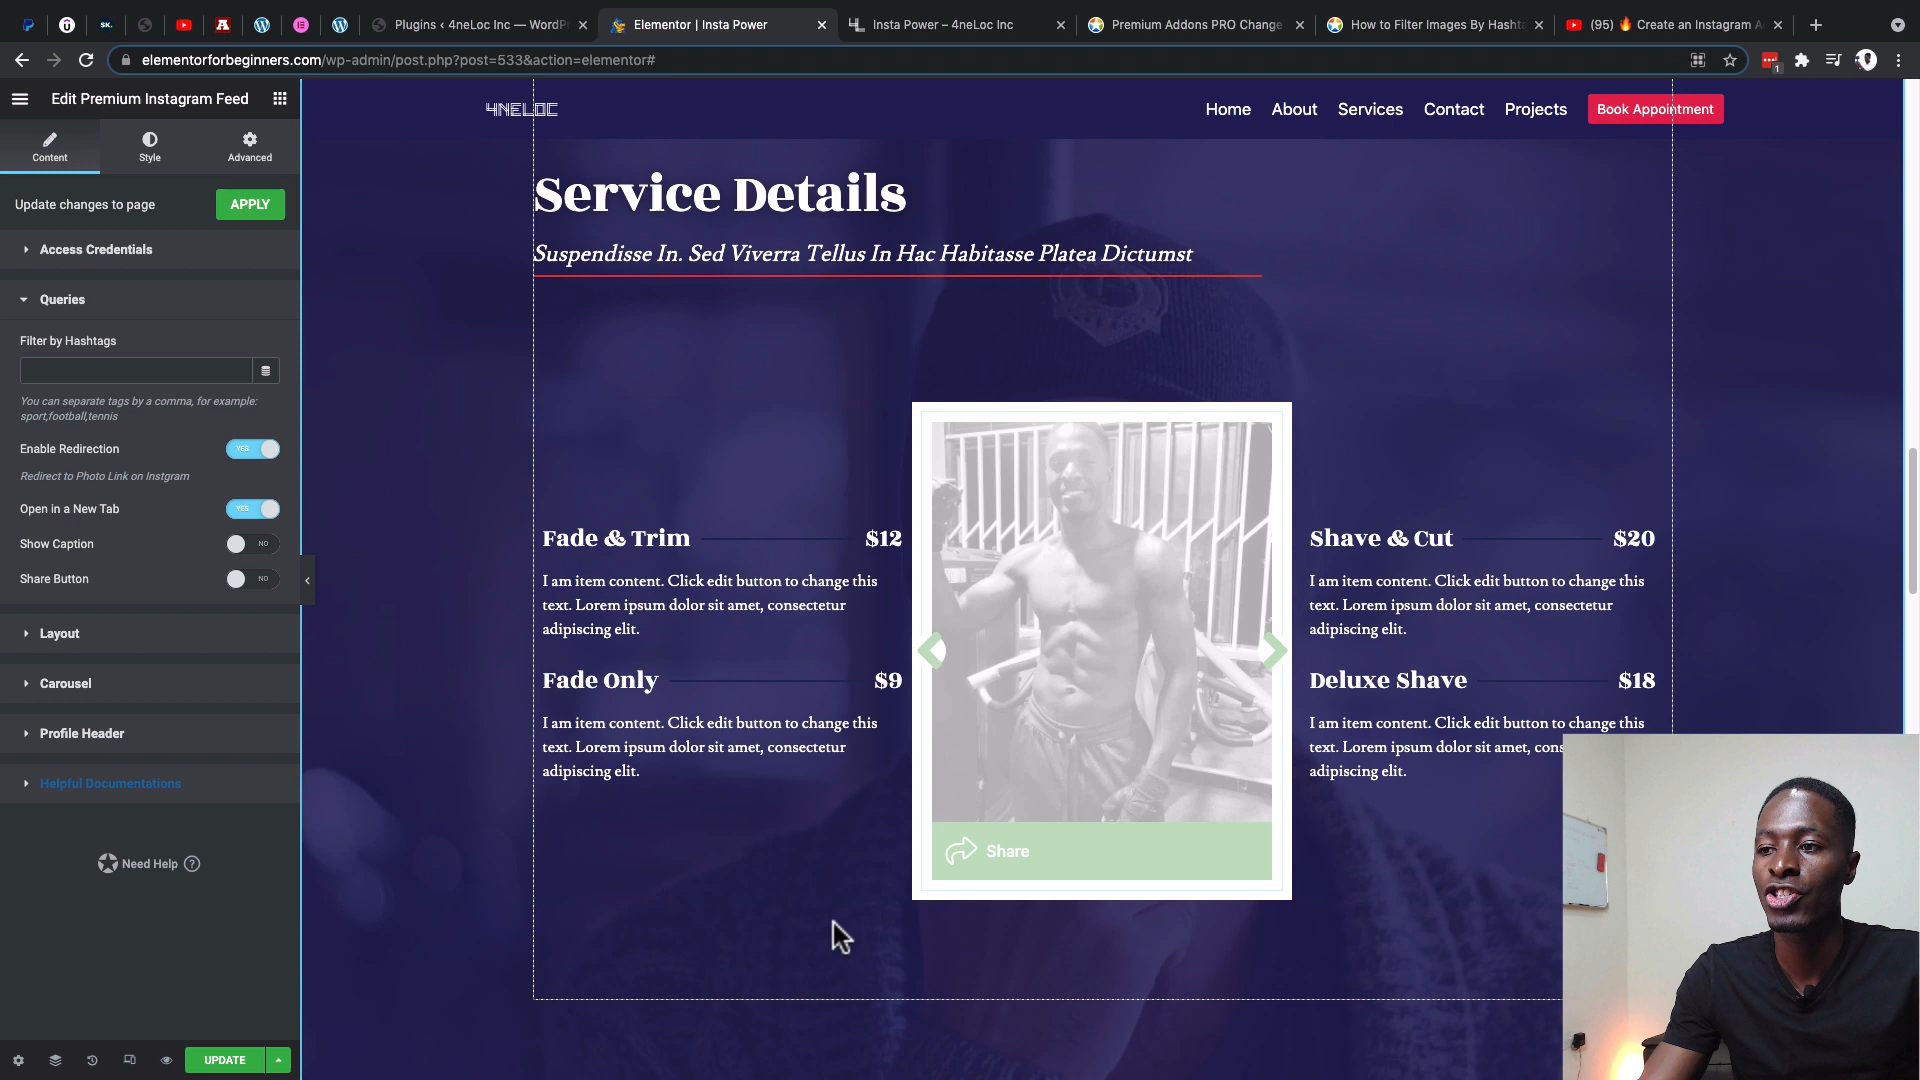 Plugins ‹ 4neLoc Inc — WordP
Elementor | Insta Power
Insta Power – 4neLoc Inc
Premium Addons PRO Change
How to Filter Images By Hasht
(95) 🔥 Create an Instagram A
elementorforbeginners.com/wp-admin/post.php?post=533&action=elementor#
1
Edit Premium Instagram Feed
Content
Style
Advanced
Update changes to page
APPLY
Access Credentials
Queries
Filter by Hashtags
You can separate tags by a comma, for example:
sport,football,tennis
Enable Redirection
YES
Redirect to Photo Link on Instgram
Open in a New Tab
YES
Show Caption
NO
Share Button
NO
Layout
Carousel
Profile Header
Helpful Documentations
Need Help ?
UPDATE
4NELOC
Home
About
Services
Contact
Projects
Book Appointment
Service Details
Suspendisse In. Sed Viverra Tellus In Hac Habitasse Platea Dictumst
Fade & Trim
$12
I am item content. Click edit button to change this
text. Lorem ipsum dolor sit amet, consectetur
adipiscing elit.
Fade Only
$9
I am item content. Click edit button to change this
text. Lorem ipsum dolor sit amet, consectetur
adipiscing elit.
Share
Shave & Cut
$20
I am item content. Click edit button to change this
text. Lorem ipsum dolor sit amet, consectetur
adipiscing elit.
Deluxe Shave
$18
I am item content. Click edit button to change this
text. Lorem ipsum dolor sit amet, cons
adipiscing elit.